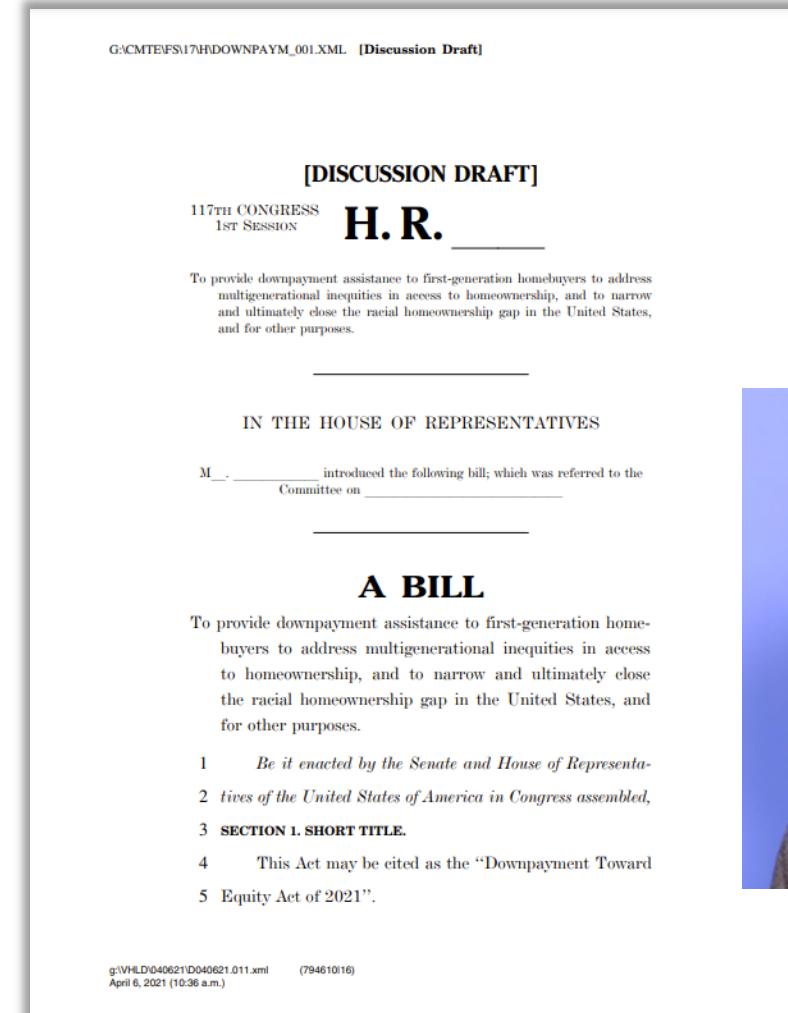 G:\CMTE\FS\17\H\DOWNPAYM_001.XML [Discussion Draft]
[DISCUSSION DRAFT]
117TH CONGRESS
1ST SESSION
H. R. ____
To provide downpayment assistance to first-generation homebuyers to address
multigenerational inequities in access to homeownership, and to narrow
and ultimately close the racial homeownership gap in the United States,
and for other purposes.
IN THE HOUSE OF REPRESENTATIVES
M__. ____________ introduced the following bill; which was referred to the
Committee on ____________________________
A BILL
To provide downpayment assistance to first-generation home-
buyers to address multigenerational inequities in access
to homeownership, and to narrow and ultimately close
the racial homeownership gap in the United States, and
for other purposes.
1 Be it enacted by the Senate and House of Representa-
2 tives of the United States of America in Congress assembled,
3 SECTION 1. SHORT TITLE.
4 This Act may be cited as the ‘‘Downpayment Toward
5 Equity Act of 2021’’.
g:\VHLD\040621\D040621.011.xml (794610|16)
April 6, 2021 (10:36 a.m.)